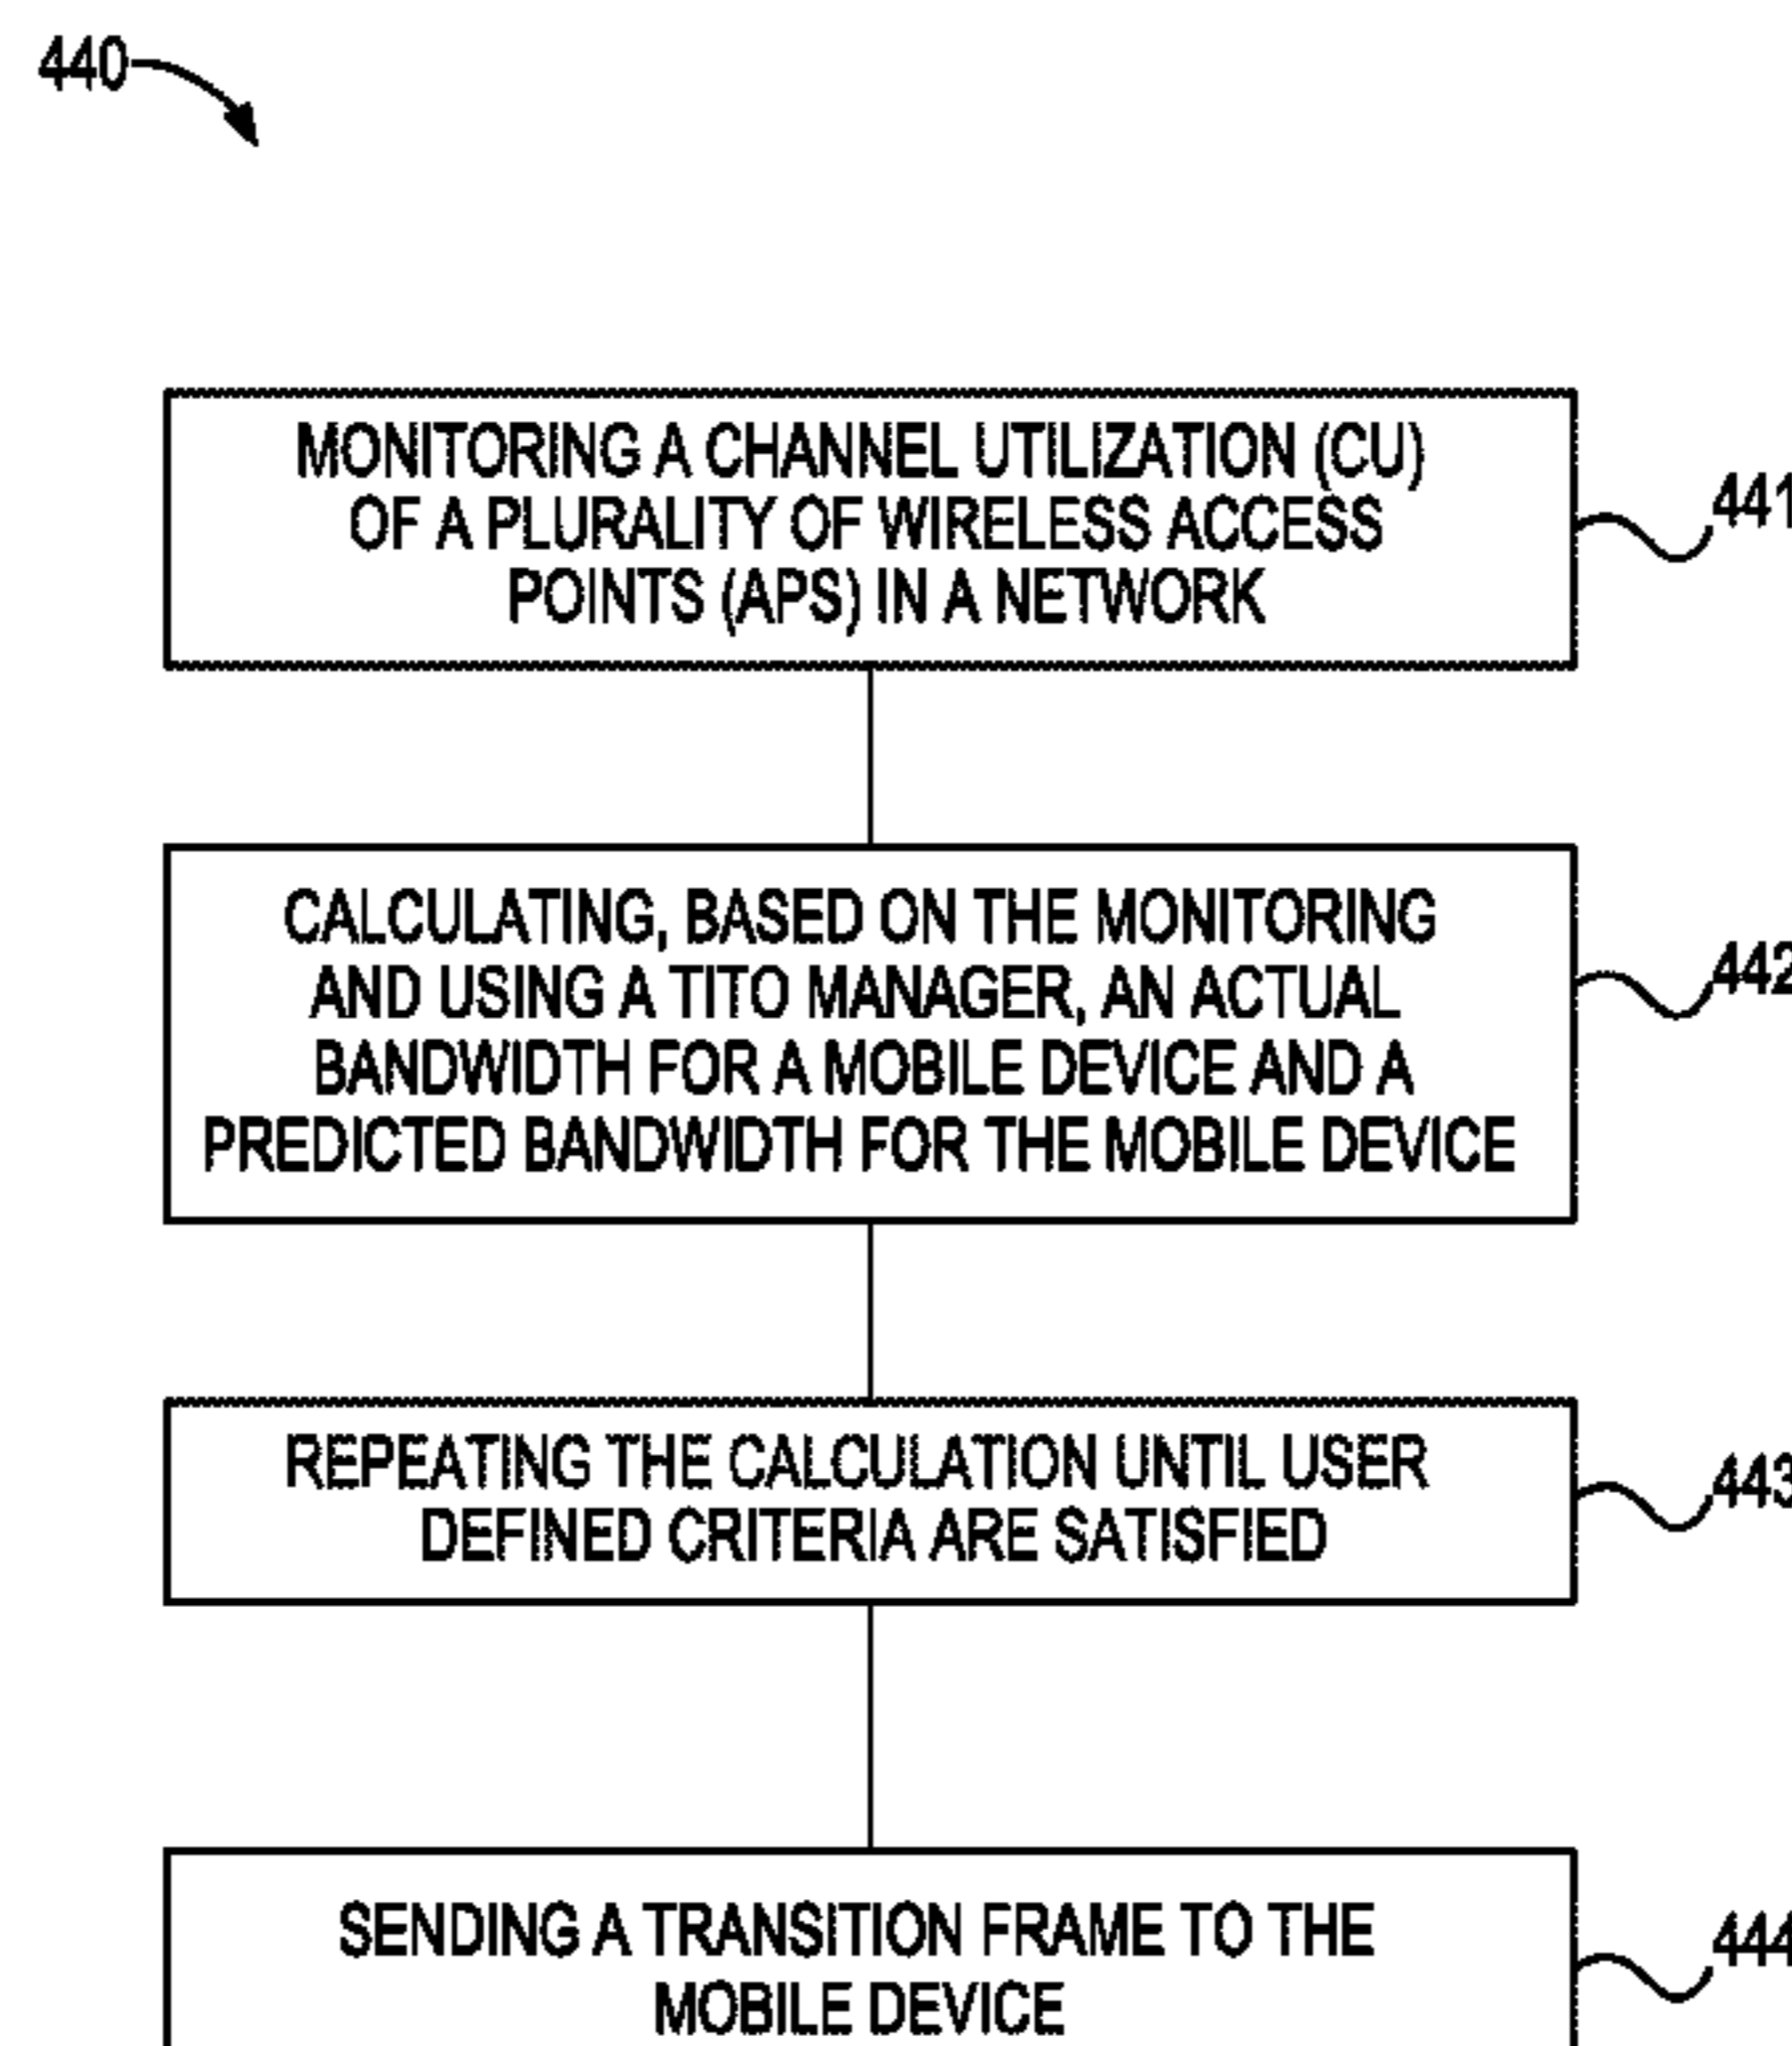 440
MONITORING A CHANNEL UTILIZATION (CU)
OF A PLURALITY OF WIRELESS ACCESS
POINTS (APS) IN A NETWORK
441
CALCULATING, BASED ON THE MONITORING
AND USING A TITO MANAGER, AN ACTUAL
BANDWIDTH FOR A MOBILE DEVICE AND A
PREDICTED BANDWIDTH FOR THE MOBILE DEVICE
442
REPEATING THE CALCULATION UNTIL USER
DEFINED CRITERIA ARE SATISFIED
443
SENDING A TRANSITION FRAME TO THE
MOBILE DEVICE
444